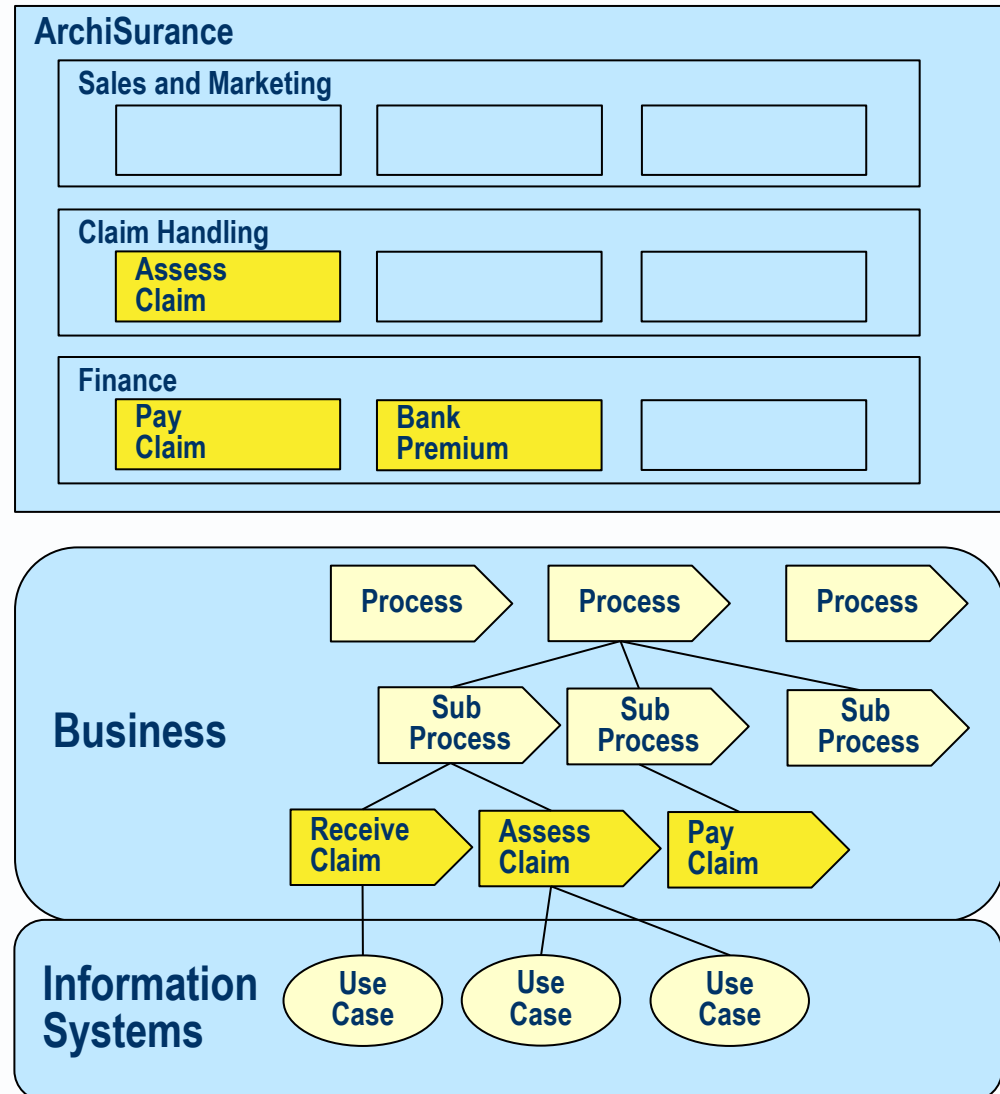 ArchiSurance
Sales and Marketing
Claim Handling
Assess
Claim
Finance
Pay
Claim
Bank
Premium
Process
Process
Process
Business
Sub
Process
Sub
Process
Sub
Process
Receive
Claim
Assess
Claim
Pay
Claim
Information
Systems
Use
Case
Use
Case
Use
Case